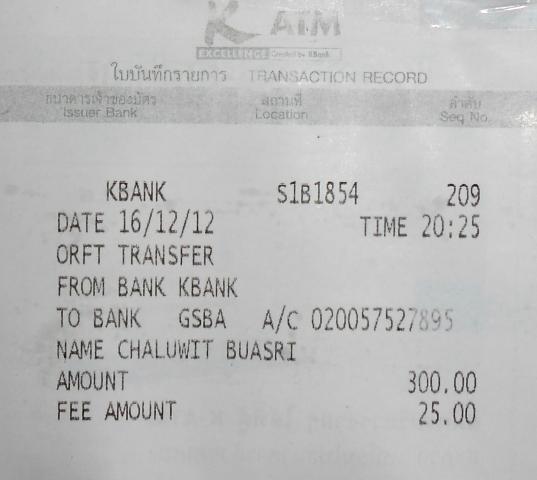 K ATM
EXCELLENCE Created by KBank
ใบบันทึกรายการ TRANSACTION RECORD
ธนาคารเจ้าของบัตร สถานที่ ลำดับ
Issuer Bank Location Seq No.
KBANK S1B1854 209
DATE 16/12/12 TIME 20:25
ORFT TRANSFER
FROM BANK KBANK
TO BANK GSBA A/C 020057527895
NAME CHALUWIT BUASRI
AMOUNT 300.00
FEE AMOUNT 25.00